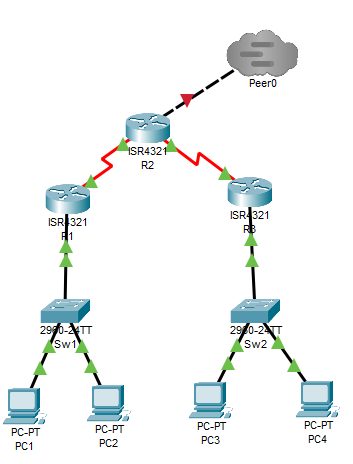 Peer0
ISR4321
R2
ISR4321
R1
ISR4321
R3
2960-24TT
Sw1
2960-24TT
Sw2
PC-PT
PC1
PC-PT
PC2
PC-PT
PC3
PC-PT
PC4